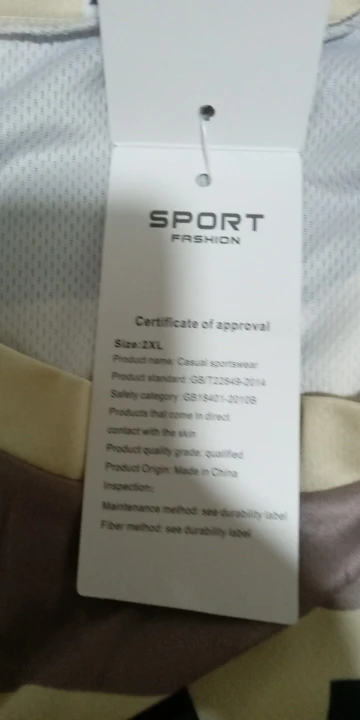 SPORT
FASHION
Certificate of approval
Size:2XL
Product name: Casual sportswear
Product standard :GB/T22849-2014
Safety category :GB18401-2010B
Products that come in direct
contact with the skin
Product quality grade: qualified
Product Origin: Made in China
Inspection:
Maintenance method: see durability label
Fiber method: see durability label